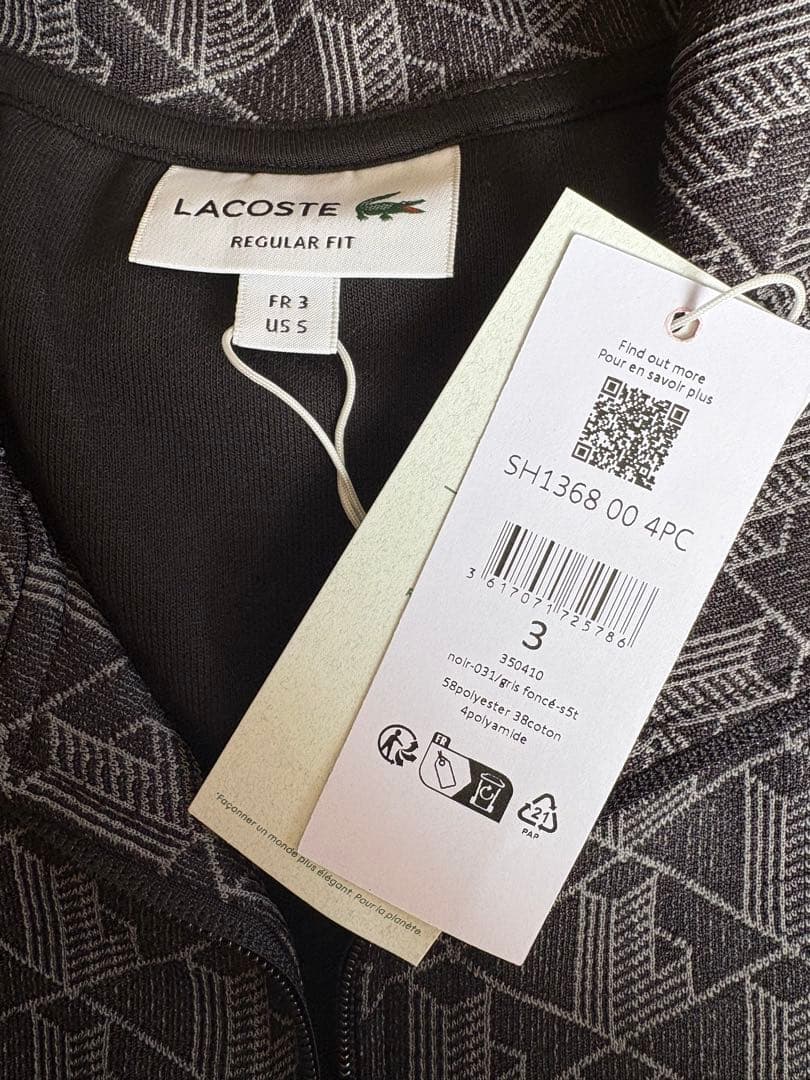 LACOSTE
REGULAR FIT
FR 3
US S
Find out more
Pour en savoir plus
SH1368 00 4PC
3 617071 725786
3
350410
noir-031/gris foncé-s5t
58polyester 38coton
4polyamide
FR
21
PAP
"Façonner un monde plus élégant. Pour la planète.